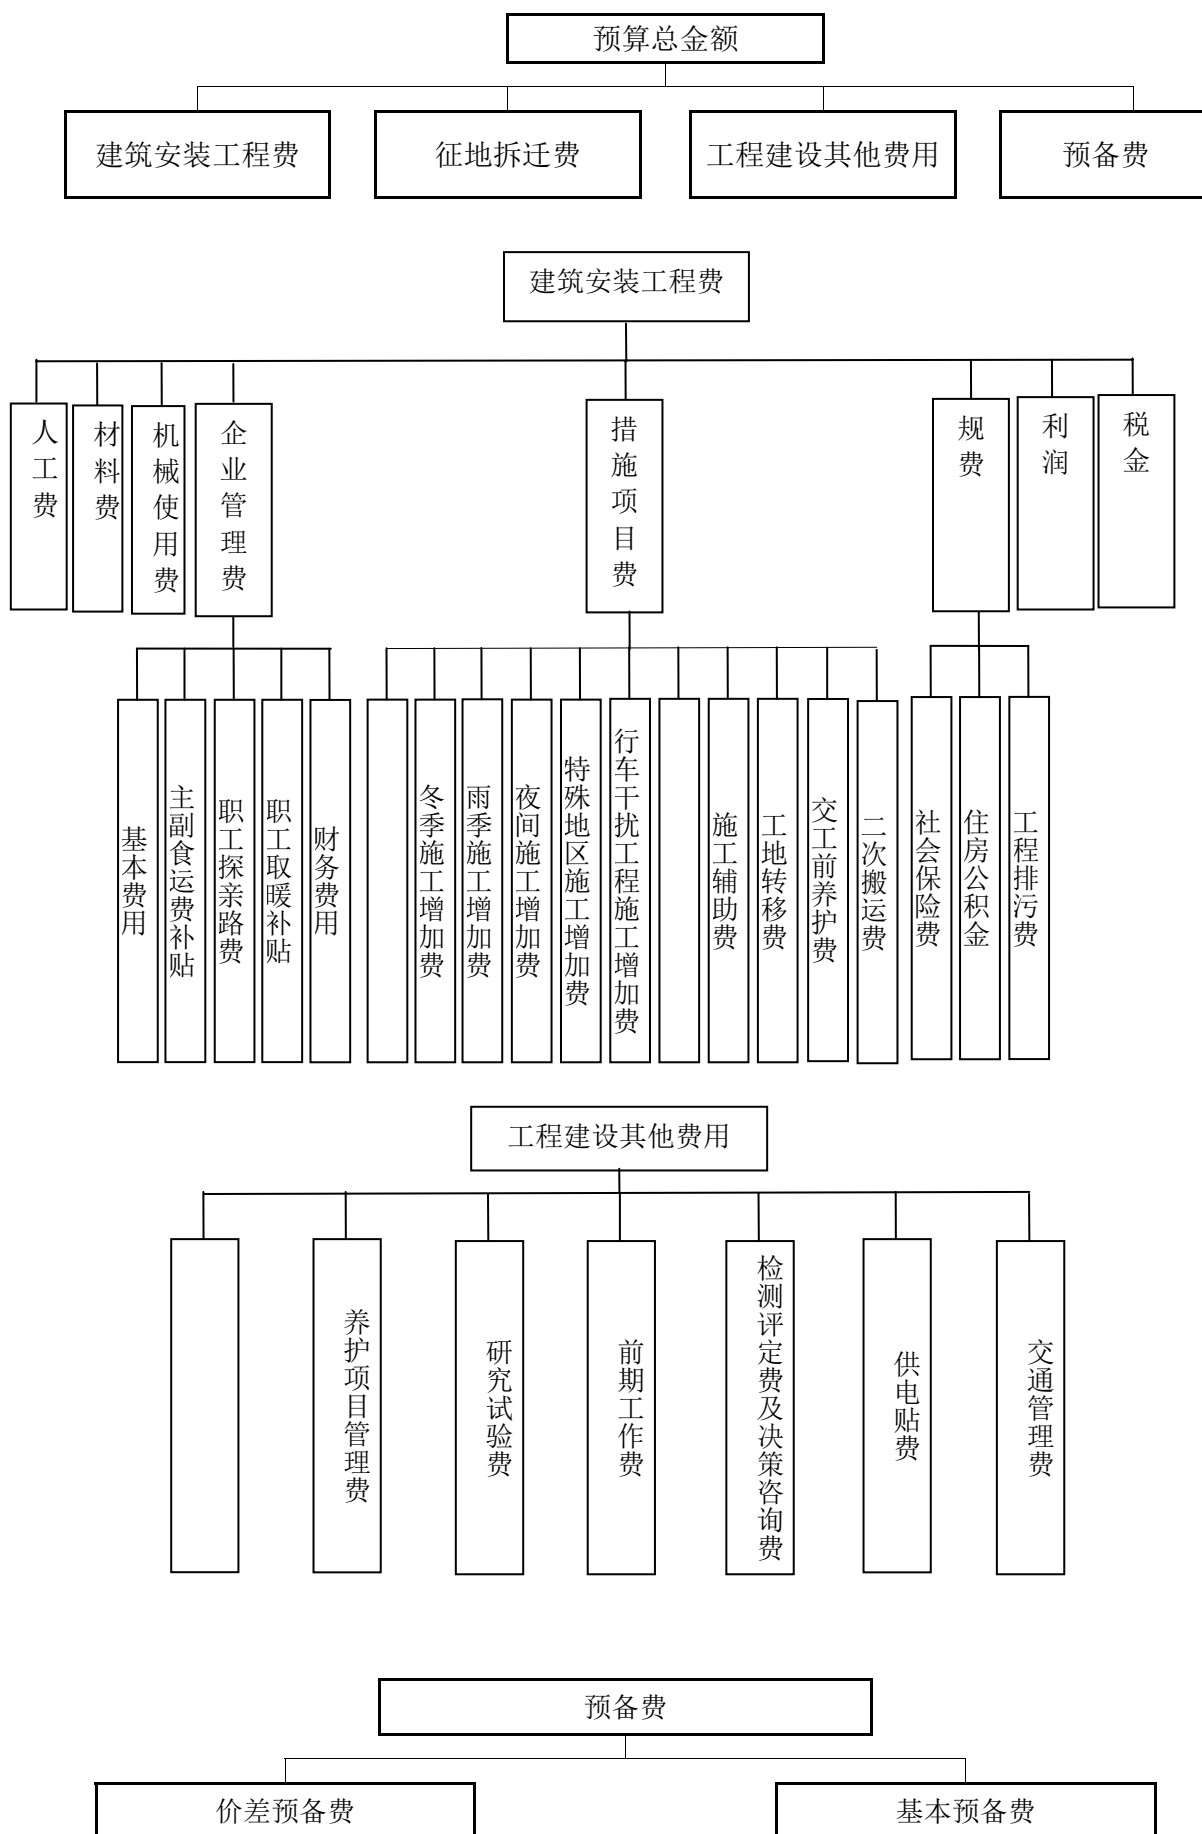 预算总金额
建筑安装工程费
征地拆迁费
工程建设其他费用
预备费
建筑安装工程费
人工费
材料费
机械使用费
企业管理费
措施项目费
规费
利润
税金
基本费用
主副食运费补贴
职工探亲路费
职工取暖补贴
财务费用
冬季施工增加费
雨季施工增加费
夜间施工增加费
特殊地区施工增加费
行车干扰工程施工增加费
施工辅助费
工地转移费
交工前养护费
二次搬运费
社会保险费
住房公积金
工程排污费
工程建设其他费用
养护项目管理费
研究试验费
前期工作费
检测评定费及决策咨询费
供电贴费
交通管理费
预备费
价差预备费
基本预备费